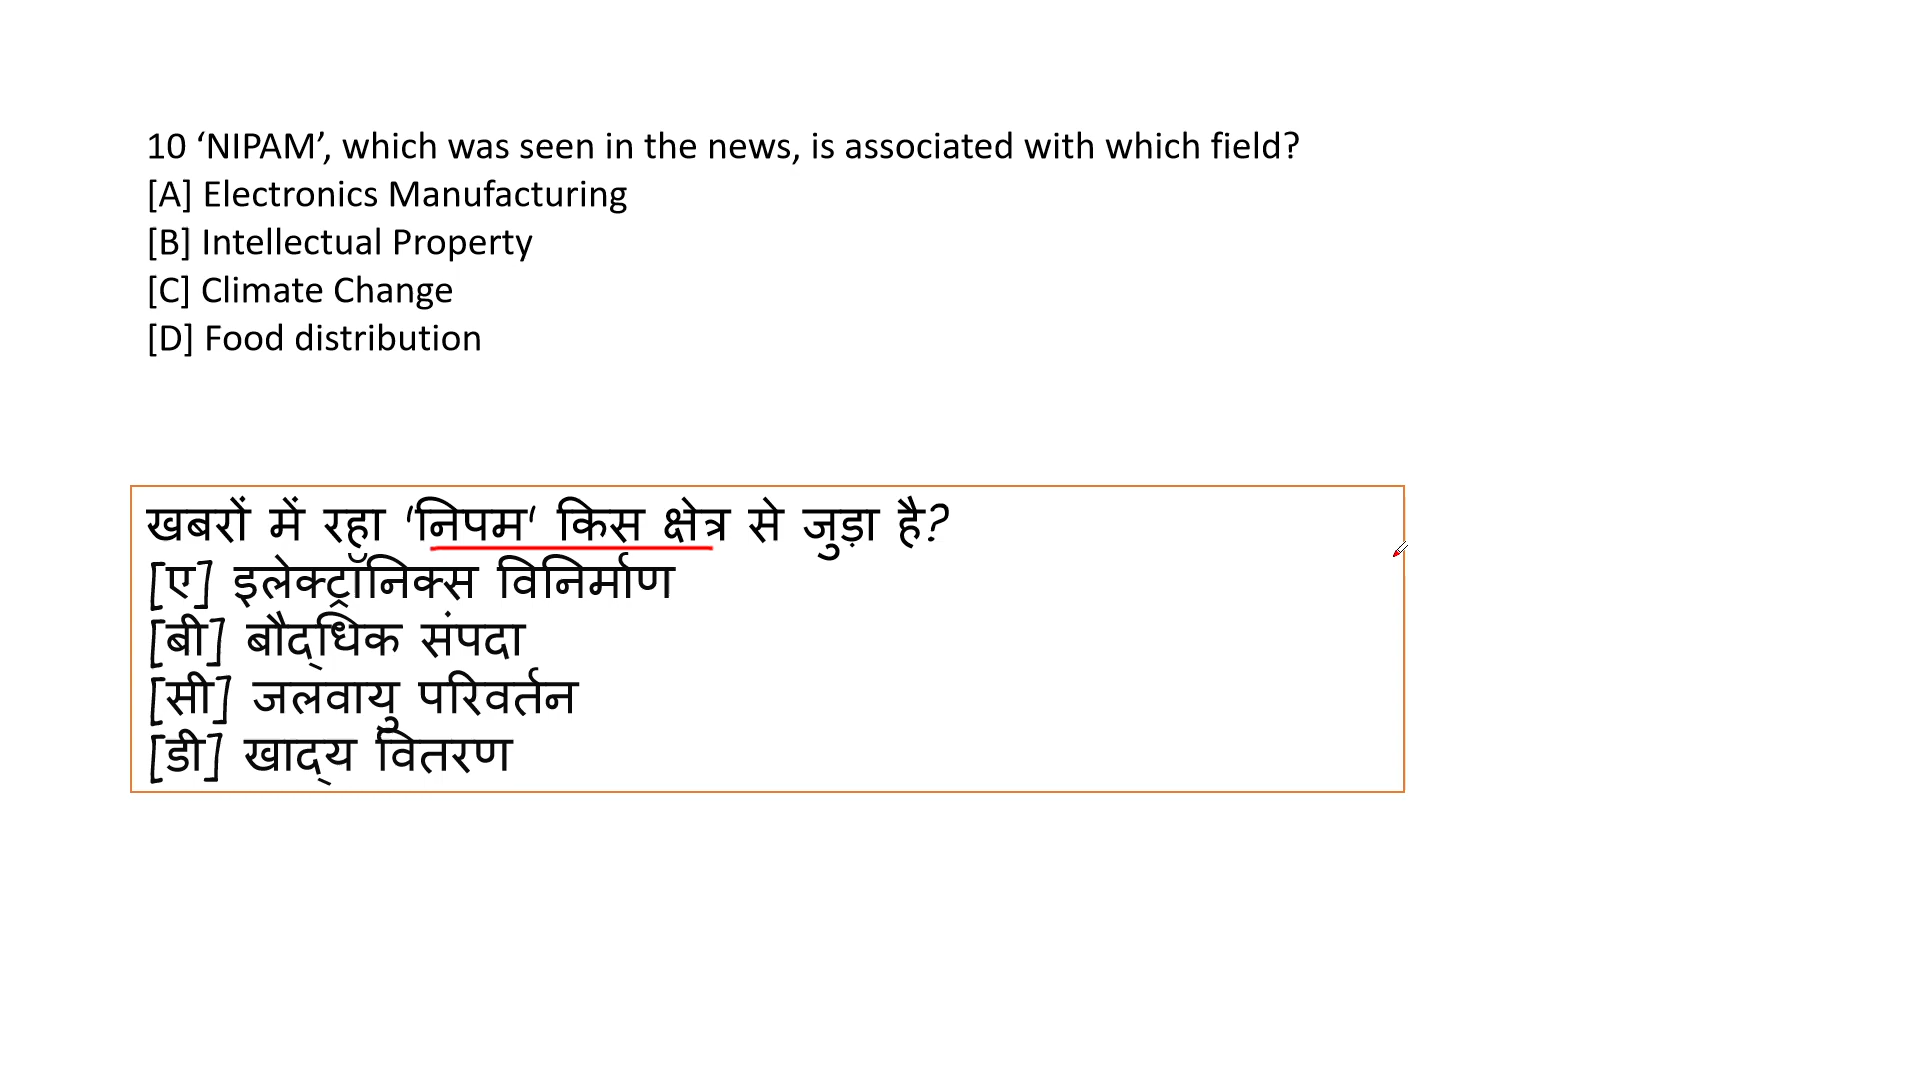 10 ‘NIPAM’, which was seen in the news, is associated with which field?
[A] Electronics Manufacturing
[B] Intellectual Property
[C] Climate Change
[D] Food distribution
खबरों में रहा ‘निपम‘ किस क्षेत्र से जुड़ा है?
[ए] इलेक्ट्रॉनिक्स विनिर्माण
[बी] बौद्धिक संपदा
[सी] जलवायु परिवर्तन
[डी] खाद्य वितरण